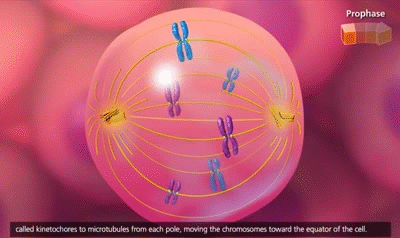 Prophase
called kinetochores to microtubules from each pole, moving the chromosomes toward the equator of the cell.